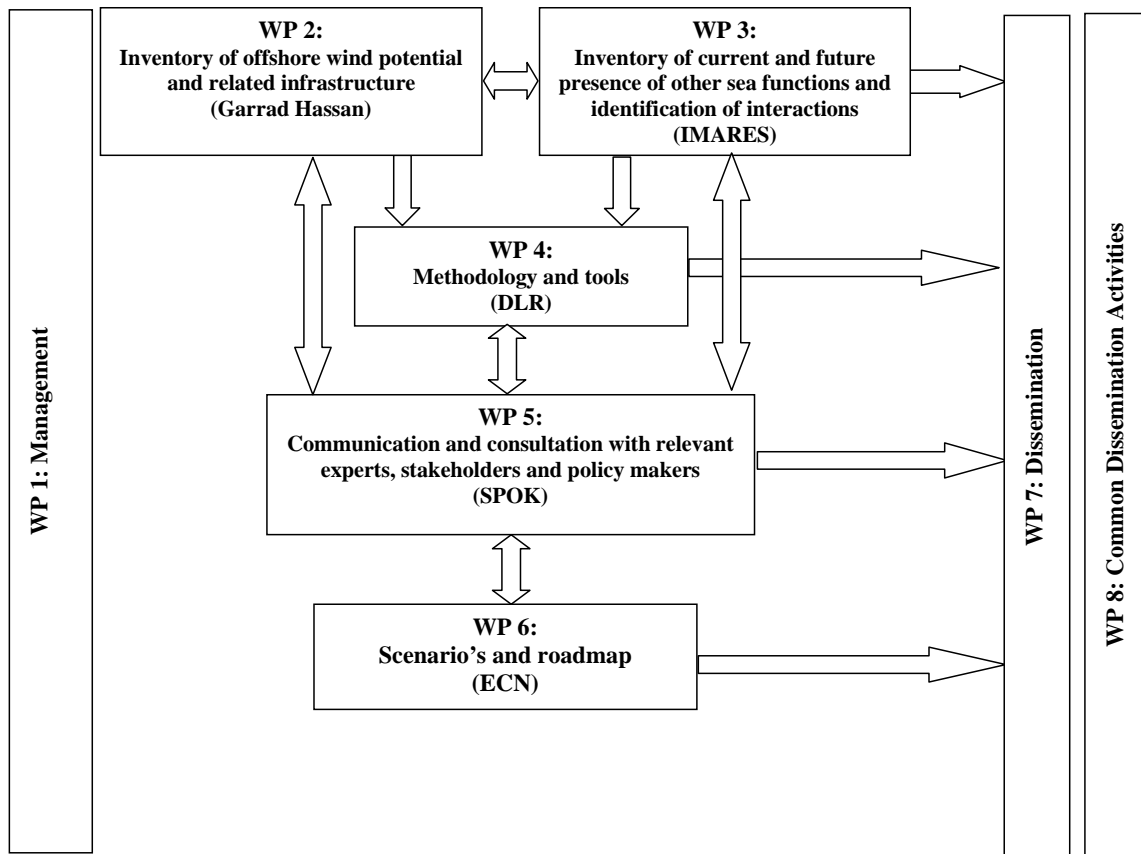 WP 1: Management
WP 2:
Inventory of offshore wind potential
and related infrastructure
(Garrad Hassan)
WP 3:
Inventory of current and future
presence of other sea functions and
identification of interactions
(IMARES)
WP 4:
Methodology and tools
(DLR)
WP 5:
Communication and consultation with relevant
experts, stakeholders and policy makers
(SPOK)
WP 6:
Scenario’s and roadmap
(ECN)
WP 7: Dissemination
WP 8: Common Dissemination Activities